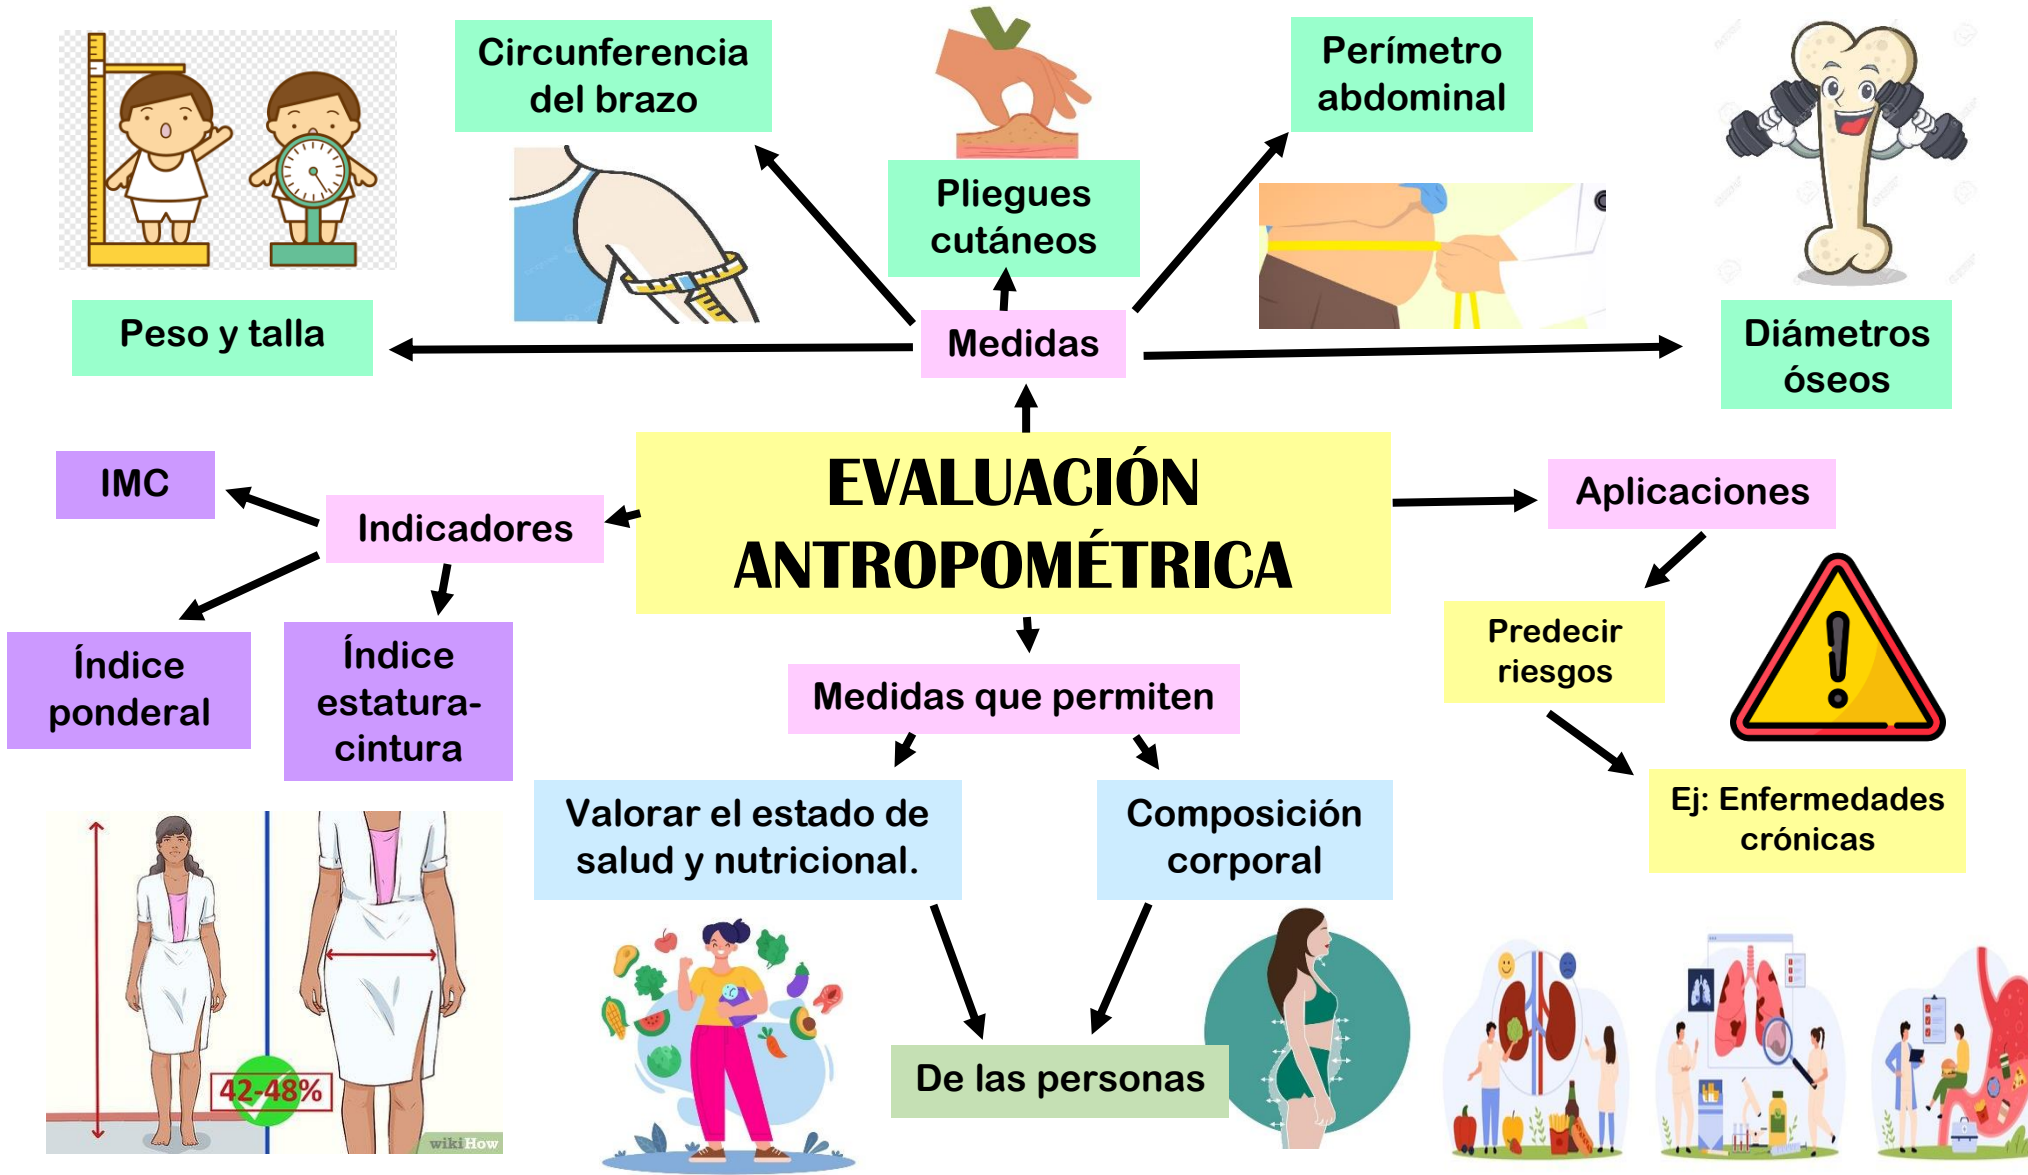 Circunferencia
del brazo
Perímetro
abdominal
Pliegues
cutáneos
Peso y talla
Medidas
Diámetros
óseos
EVALUACIÓN
ANTROPOMÉTRICA
IMC
Indicadores
Aplicaciones
Índice
ponderal
Índice
estatura-
cintura
Medidas que permiten
Predecir
riesgos
Valorar el estado de
salud y nutricional.
Composición
corporal
Ej: Enfermedades
crónicas
De las personas
42-48%
wikiHow